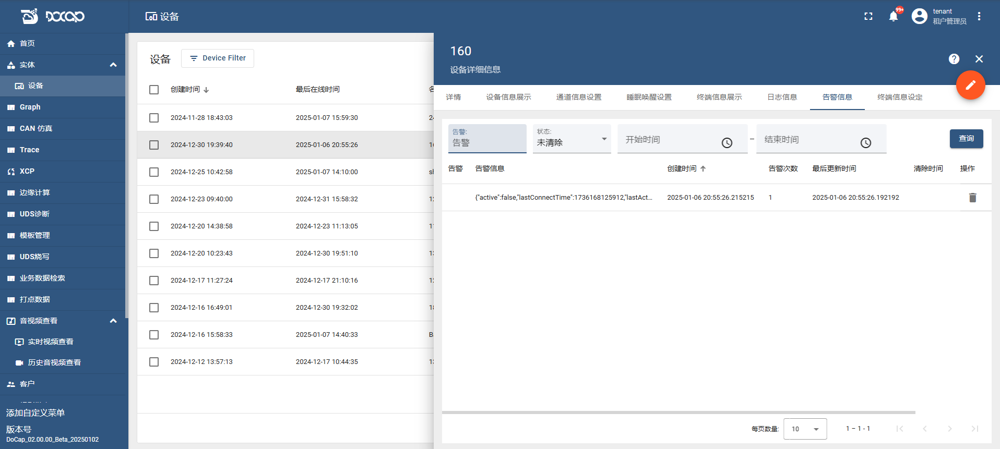 DOCAP
设备
99+
tenant
租户管理员
首页
实体
设备
Graph
CAN 仿真
Trace
XCP
边缘计算
UDS诊断
模板管理
UDS烧写
业务数据检索
打点数据
音视频查看
实时视频查看
历史音视频查看
客户
添加自定义菜单
版本号
DoCap_02.00.00_Beta_20250102
设备 Device Filter
创建时间 最后在线时间
2024-11-28 18:43:03 2025-01-07 15:59:30
2024-12-30 19:39:40 2025-01-06 20:55:26
2024-12-25 10:42:58 2025-01-07 14:10:00
2024-12-23 09:40:00 2024-12-31 15:58:32
2024-12-20 14:38:58 2024-12-23 11:13:05
2024-12-20 10:23:43 2024-12-30 19:51:10
2024-12-17 11:27:24 2024-12-17 21:10:16
2024-12-16 16:49:01 2024-12-30 19:32:02
2024-12-16 15:58:33 2025-01-07 14:40:33
2024-12-12 13:57:13 2024-12-17 10:44:35
160
设备详细信息
详情 设备信息展示 通道信息设置 睡眠唤醒设置 终端信息展示 日志信息 告警信息 终端信息设定
告警:
告警
状态:
未清除
开始时间 – 结束时间
查询
告警 告警信息 创建时间 告警次数 最后更新时间 清除时间 操作
{"active":false,"lastConnectTime":1736168125912,"lastAct... 2025-01-06 20:55:26.215215 1 2025-01-06 20:55:26.192192
每页数量: 10 1 – 1 - 1